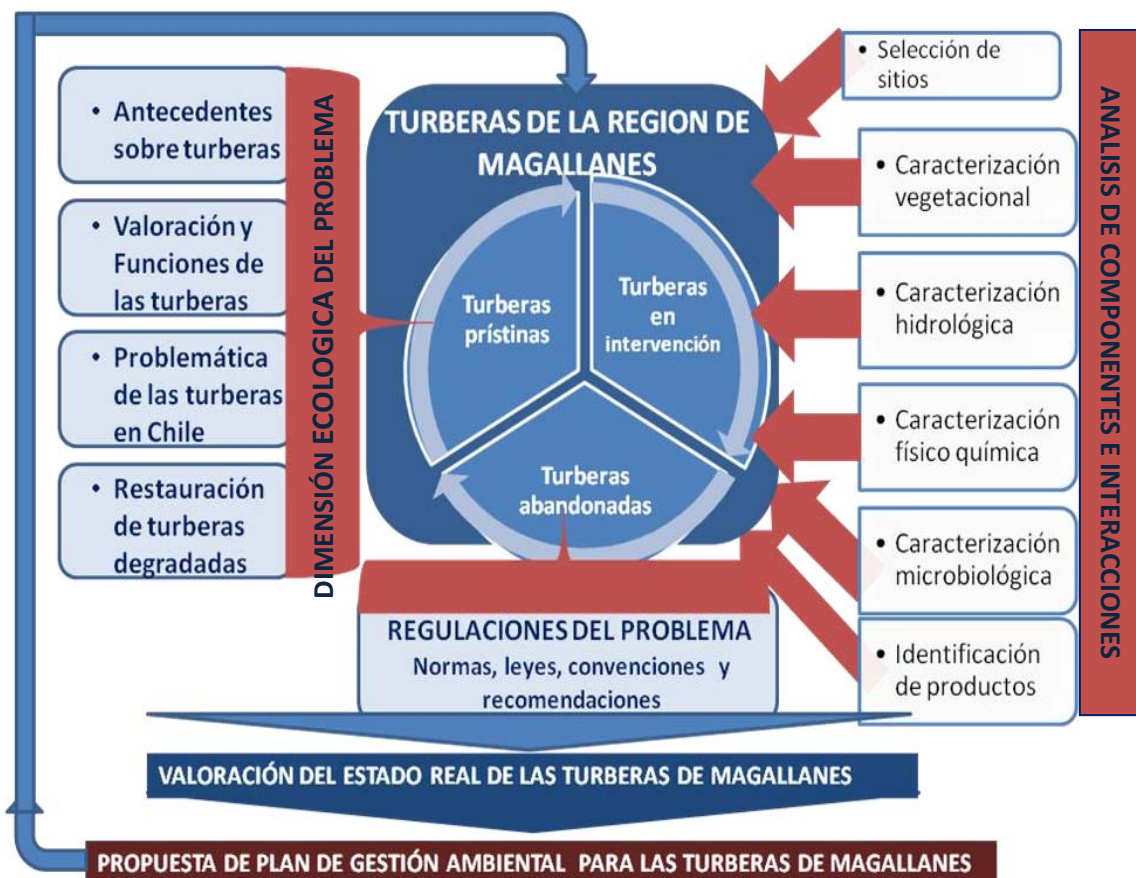 • Antecedentes
sobre turberas
• Valoración y
Funciones de
las turberas
• Problemática
de las turberas
en Chile
• Restauración
de turberas
degradadas
DIMENSIÓN ECOLOGICA DEL PROBLEMA
TURBERAS DE LA REGION DE
MAGALLANES
Turberas
prístinas
Turberas
en
intervención
Turberas
abandonadas
REGULACIONES DEL PROBLEMA
Normas, leyes, convenciones y
recomendaciones
• Selección de
sitios
• Caracterización
vegetacional
• Caracterización
hidrológica
• Caracterización
físico química
• Caracterización
microbiológica
• Identificación
de productos
ANALISIS DE COMPONENTES E INTERACCIONES
VALORACIÓN DEL ESTADO REAL DE LAS TURBERAS DE MAGALLANES
PROPUESTA DE PLAN DE GESTIÓN AMBIENTAL PARA LAS TURBERAS DE MAGALLANES